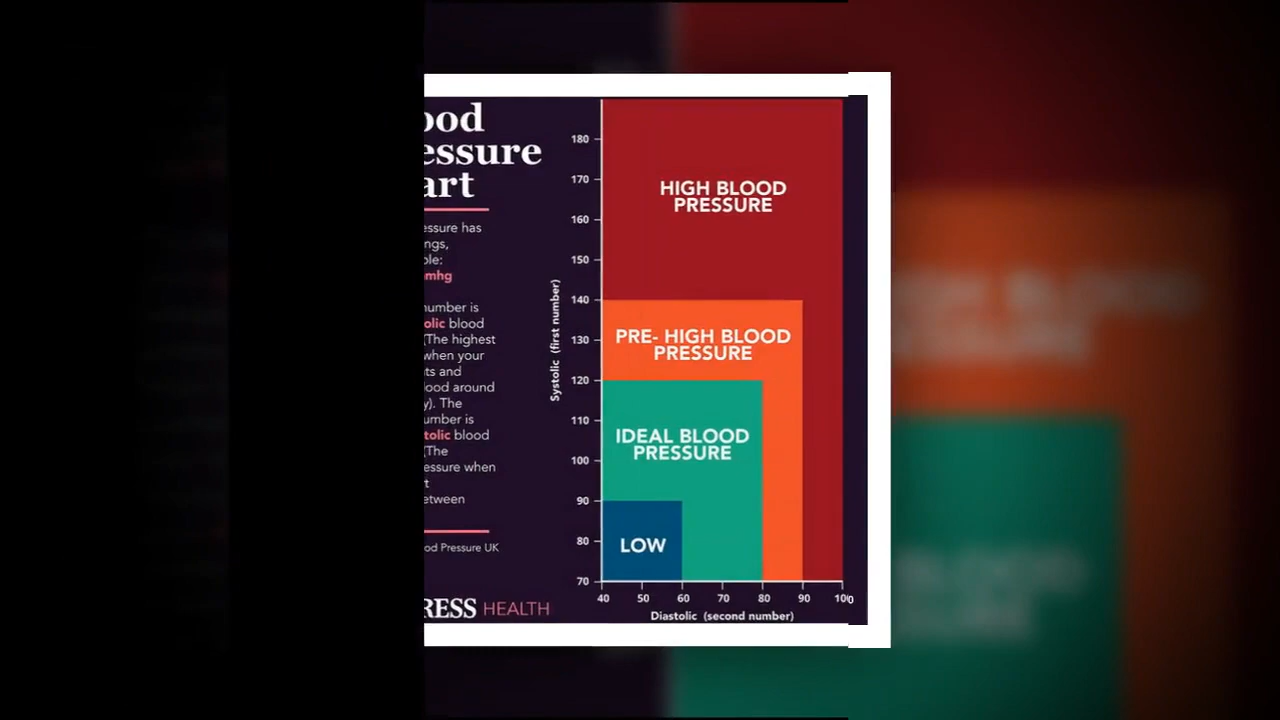 ood
essure
art
essure has
ngs,
ole:
mhg
number is
olic blood
(The highest
when your
ats and
lood around
y). The
umber is
tolic blood
(The
essure when
rt
etween
od Pressure UK
RESS HEALTH
Systolic (first number)
180
170
160
150
140
130
120
110
100
90
80
70
HIGH BLOOD
PRESSURE
PRE- HIGH BLOOD
PRESSURE
IDEAL BLOOD
PRESSURE
LOW
40 50 60 70 80 90 100
Diastolic (second number)